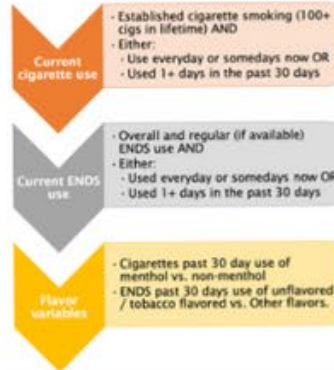 Current
cigarette use
- Established cigarette smoking (100+
cigs in lifetime) AND
- Either:
- Use everyday or somedays now OR
- Used 1+ days in the past 30 days
Current ENDS
use
- Overall and regular (if available)
ENDS use AND
- Either:
- Used everyday or somedays now OR
- Used 1+ days in the past 30 days
Flavor
variables
- Cigarettes past 30 day use of
menthol vs. non-menthol
- ENDS past 30 days use of unflavored
/ tobacco flavored vs. Other flavors.